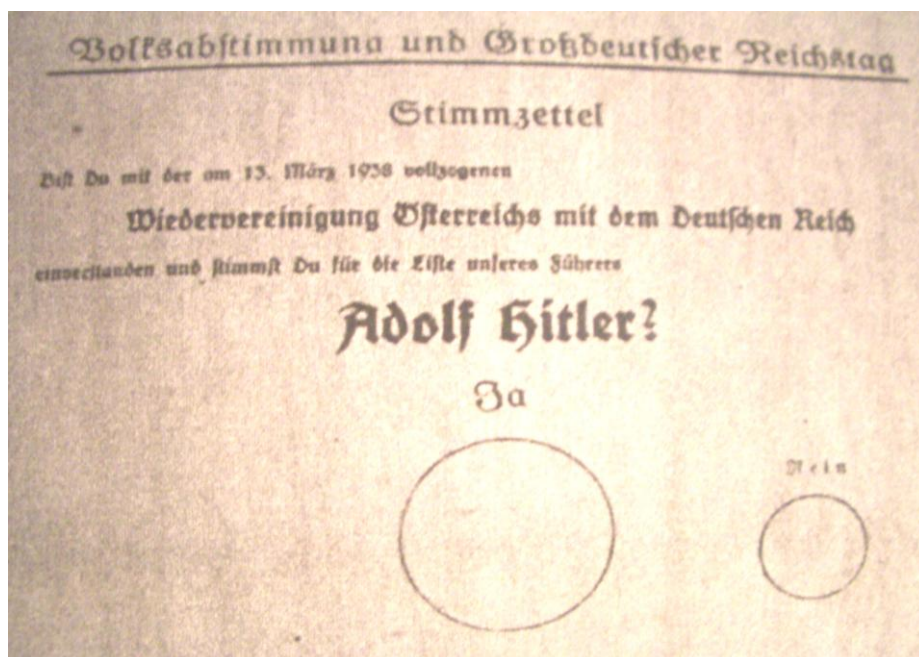 Volksabstimmung und Großdeutscher Reichstag
Stimmzettel
Bist Du mit der am 13. März 1938 vollzogenen
Wiedervereinigung Österreichs mit dem Deutschen Reich
einverstanden und stimmst Du für die Liste unseres Führers
Adolf Hitler?
Ja
Nein